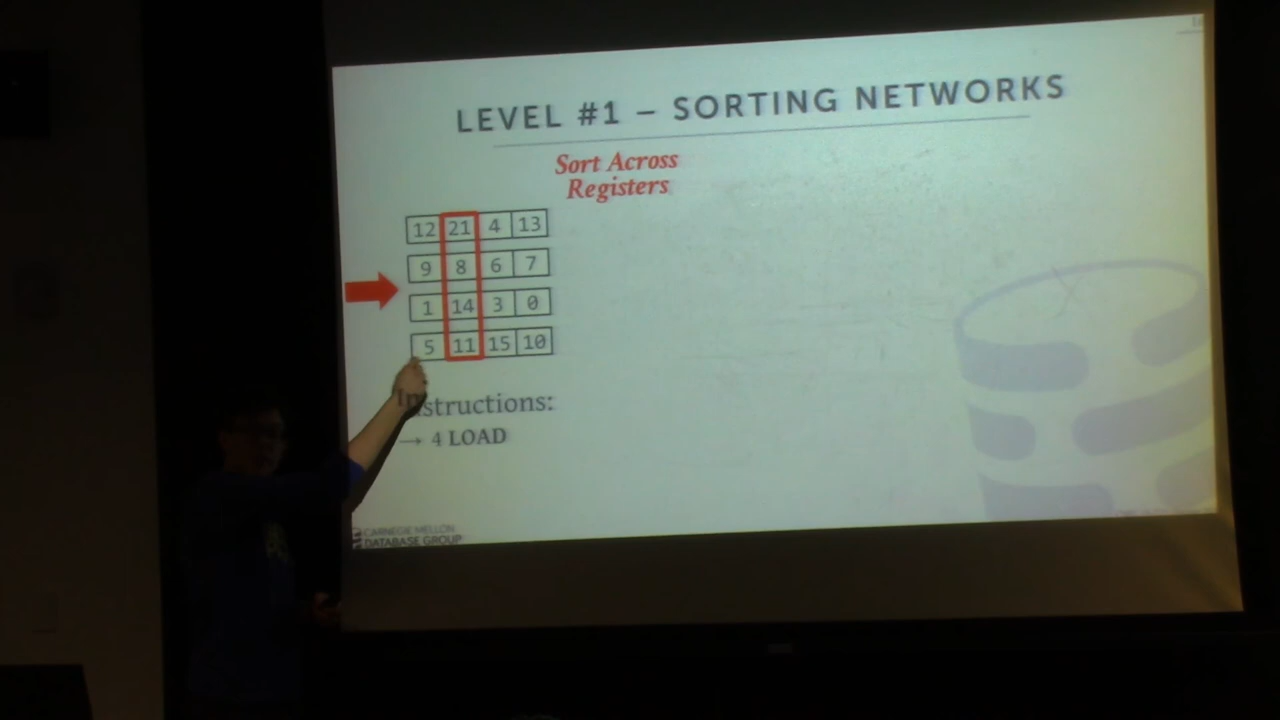 LEVEL #1 – SORTING NETWORKS
Sort Across
Registers
12 21 4 13
9 8 6 7
1 14 3 0
5 11 15 10
Instructions:
→ 4 LOAD
CARNEGIE MELLON
DATABASE GROUP